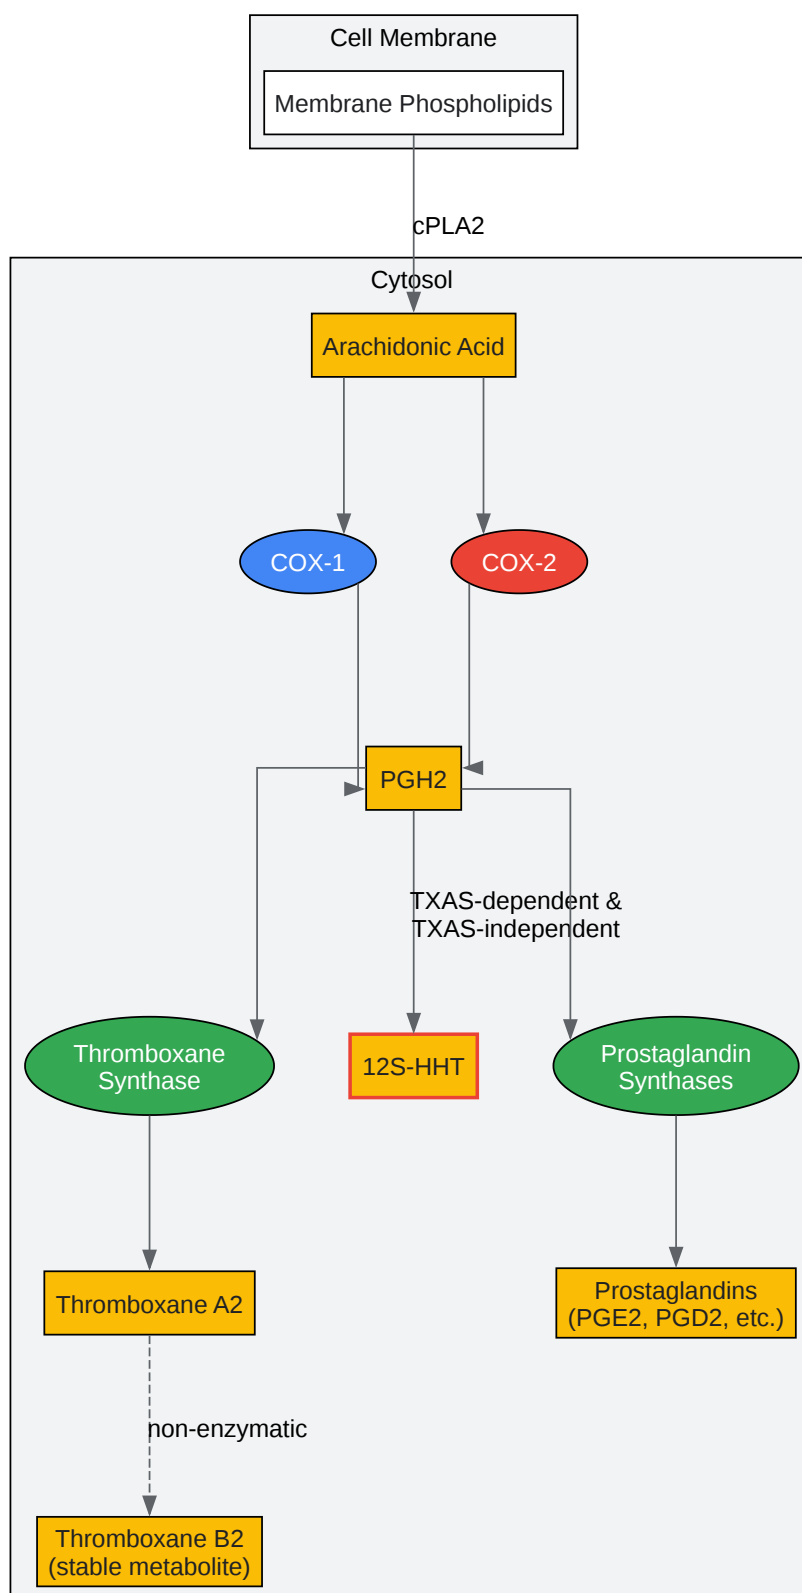 Cell Membrane
Membrane Phospholipids
cPLA2
Cytosol
Arachidonic Acid
COX-1
COX-2
PGH2
TXAS-dependent &
TXAS-independent
Thromboxane
Synthase
12S-HHT
Prostaglandin
Synthases
Thromboxane A2
Prostaglandins
(PGE2, PGD2, etc.)
non-enzymatic
Thromboxane B2
(stable metabolite)